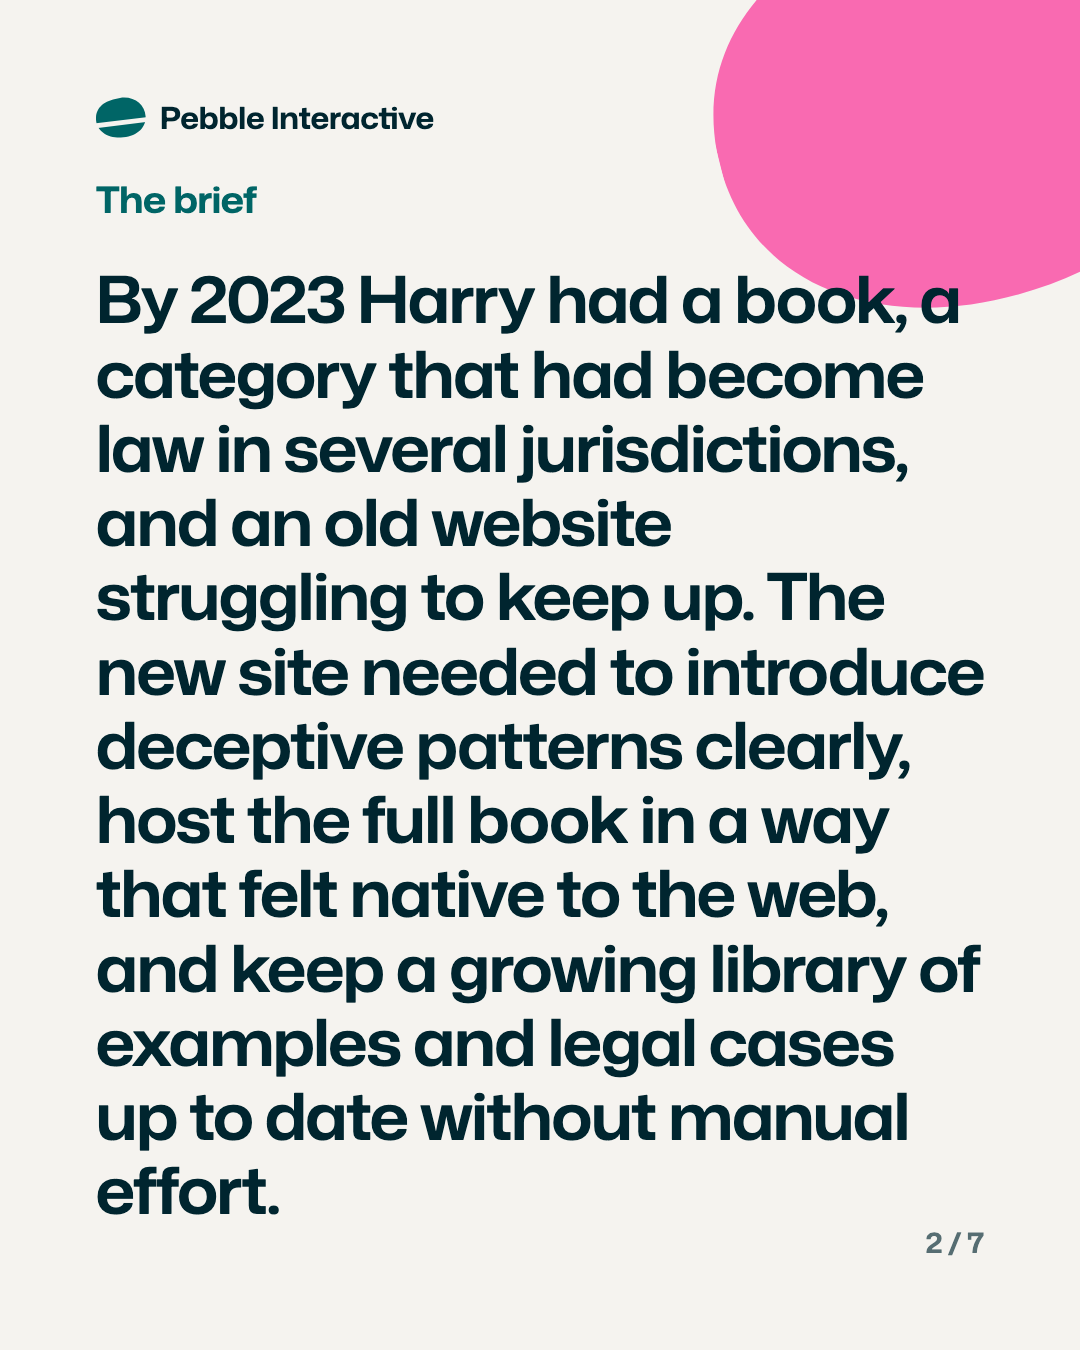 Pebble Interactive
The brief
By 2023 Harry had a book, a
category that had become
law in several jurisdictions,
and an old website
struggling to keep up. The
new site needed to introduce
deceptive patterns clearly,
host the full book in a way
that felt native to the web,
and keep a growing library of
examples and legal cases
up to date without manual
effort.
2 / 7